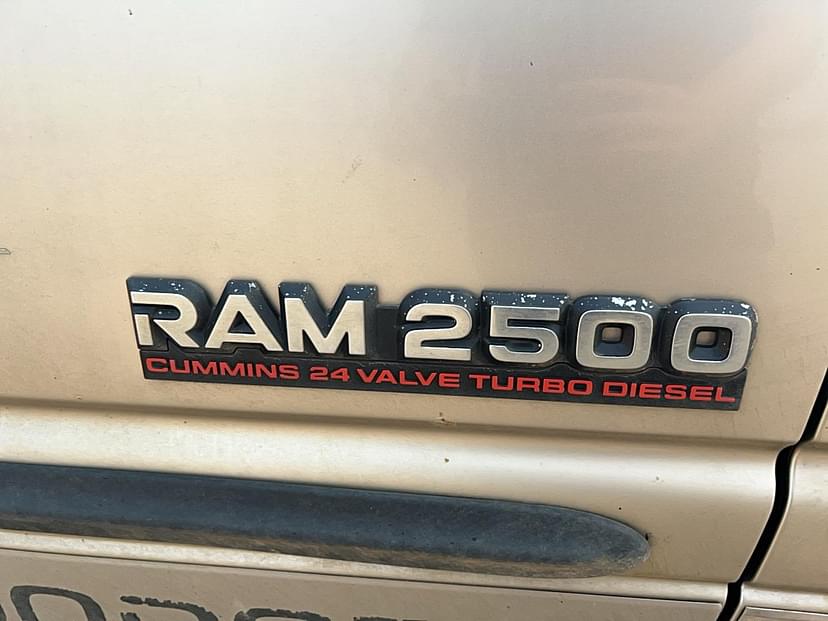 RAM 2500
CUMMINS 24 VALVE TURBO DIESEL